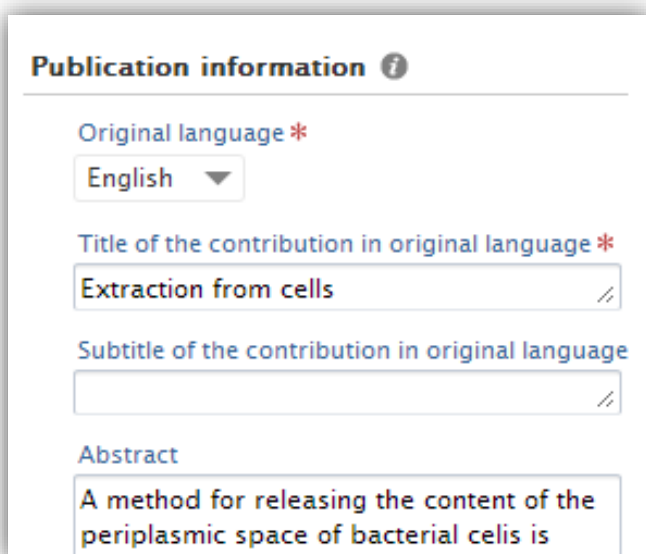 Publication information
Original language *
English
Title of the contribution in original language *
Extraction from cells
Subtitle of the contribution in original language
Abstract
A method for releasing the content of the
periplasmic space of bacterial celis is